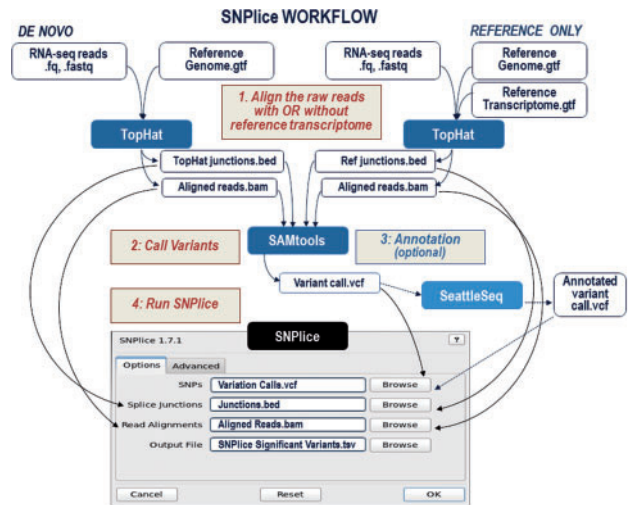 SNPlice WORKFLOW
DE NOVO
REFERENCE ONLY
RNA-seq reads
.fq, .fastq
Reference
Genome.gtf
RNA-seq reads
.fq, .fastq
Reference
Genome.gtf
Reference
Transcriptome.gtf
1. Align the raw reads
with OR without
reference transcriptome
TopHat
TopHat
TopHat junctions.bed
Ref junctions.bed
Aligned reads.bam
Aligned reads.bam
2: Call Variants
SAMtools
3: Annotation
(optional)
Variant call.vcf
SeattleSeq
Annotated
variant
call.vcf
4: Run SNPlice
SNPlice
SNPlice 1.7.1
?
Options
Advanced
SNPs
Variation Calls.vcf
Browse
Splice Junctions
Junctions.bed
Browse
Read Alignments
Aligned Reads.bam
Browse
Output File
SNPlice Significant Variants.tsv
Browse
Cancel
Reset
OK